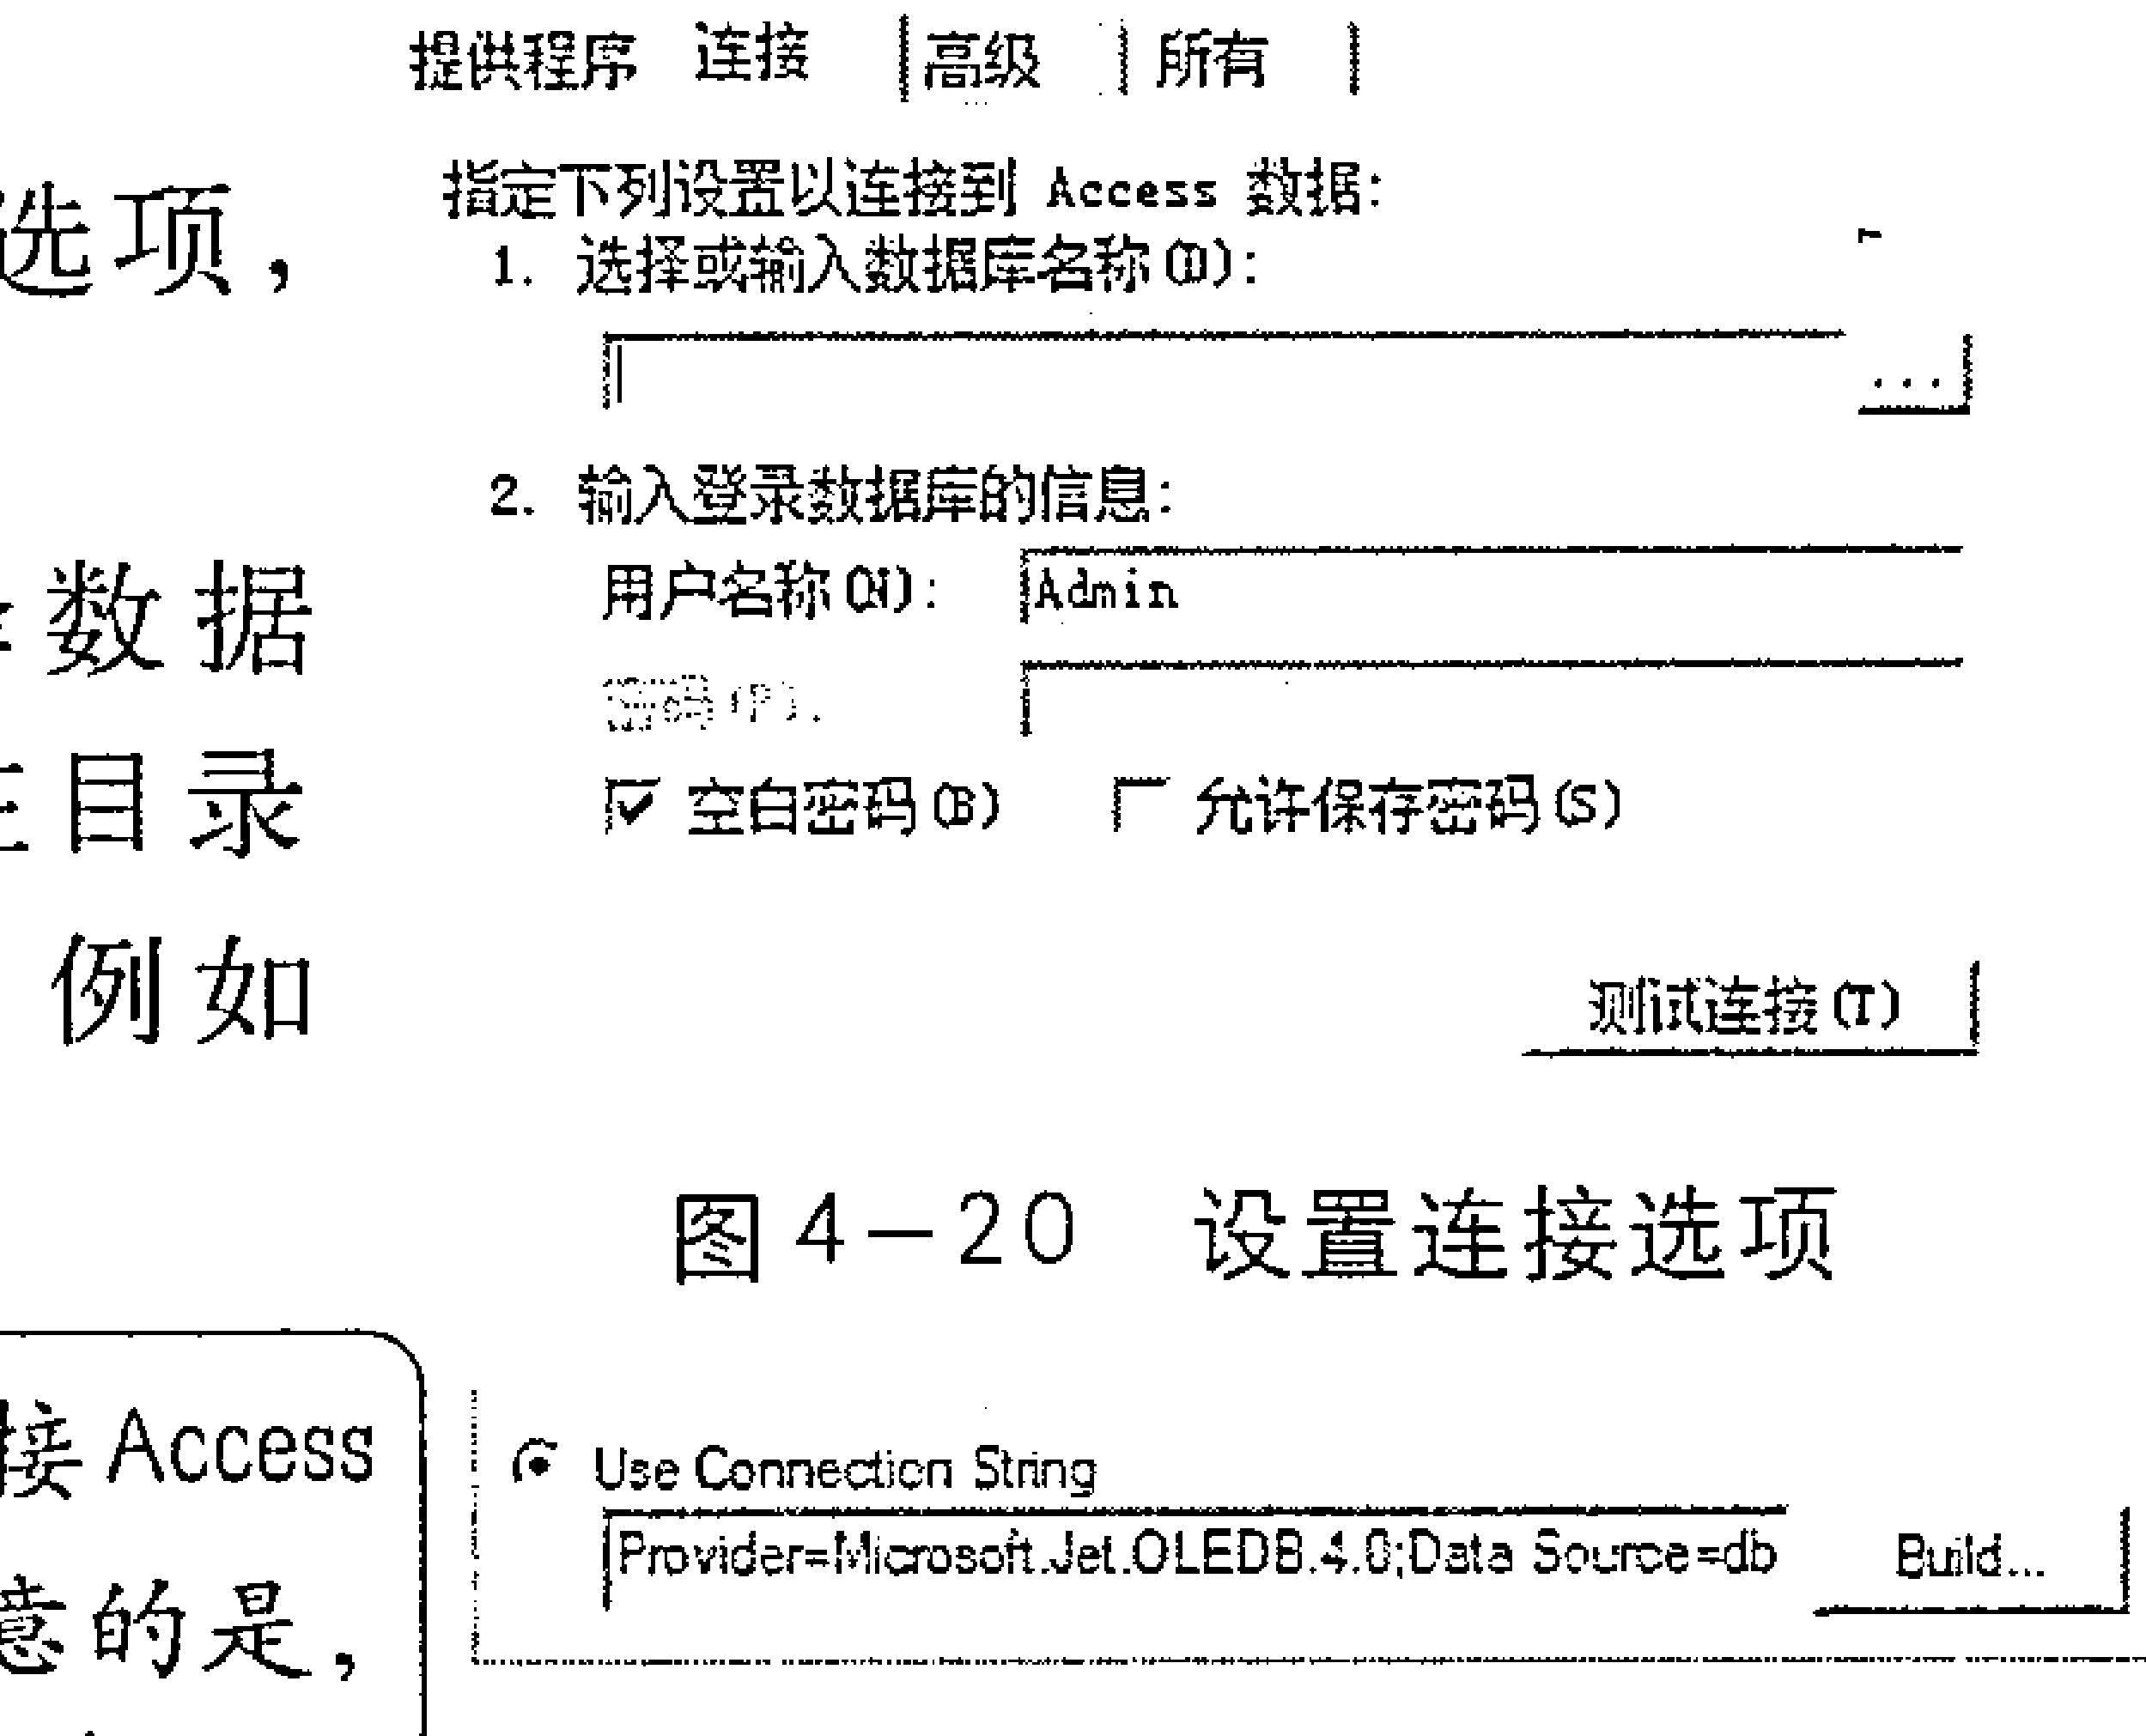 提供程序 连接 高级 所有
指定下列设置以连接到 Access 数据:
1. 选择或输入数据库名称(D):
...
2. 输入登录数据库的信息:
用户名称(N): Admin
密码(P):
空白密码(B) 允许保存密码(S)
测试连接(T)
图4-20 设置连接选项
Use Connection String
Provider=Microsoft.Jet.OLEDB.4.0;Data Source=db Build...
选项,
数据
目录
例如
接 Access
意的是,